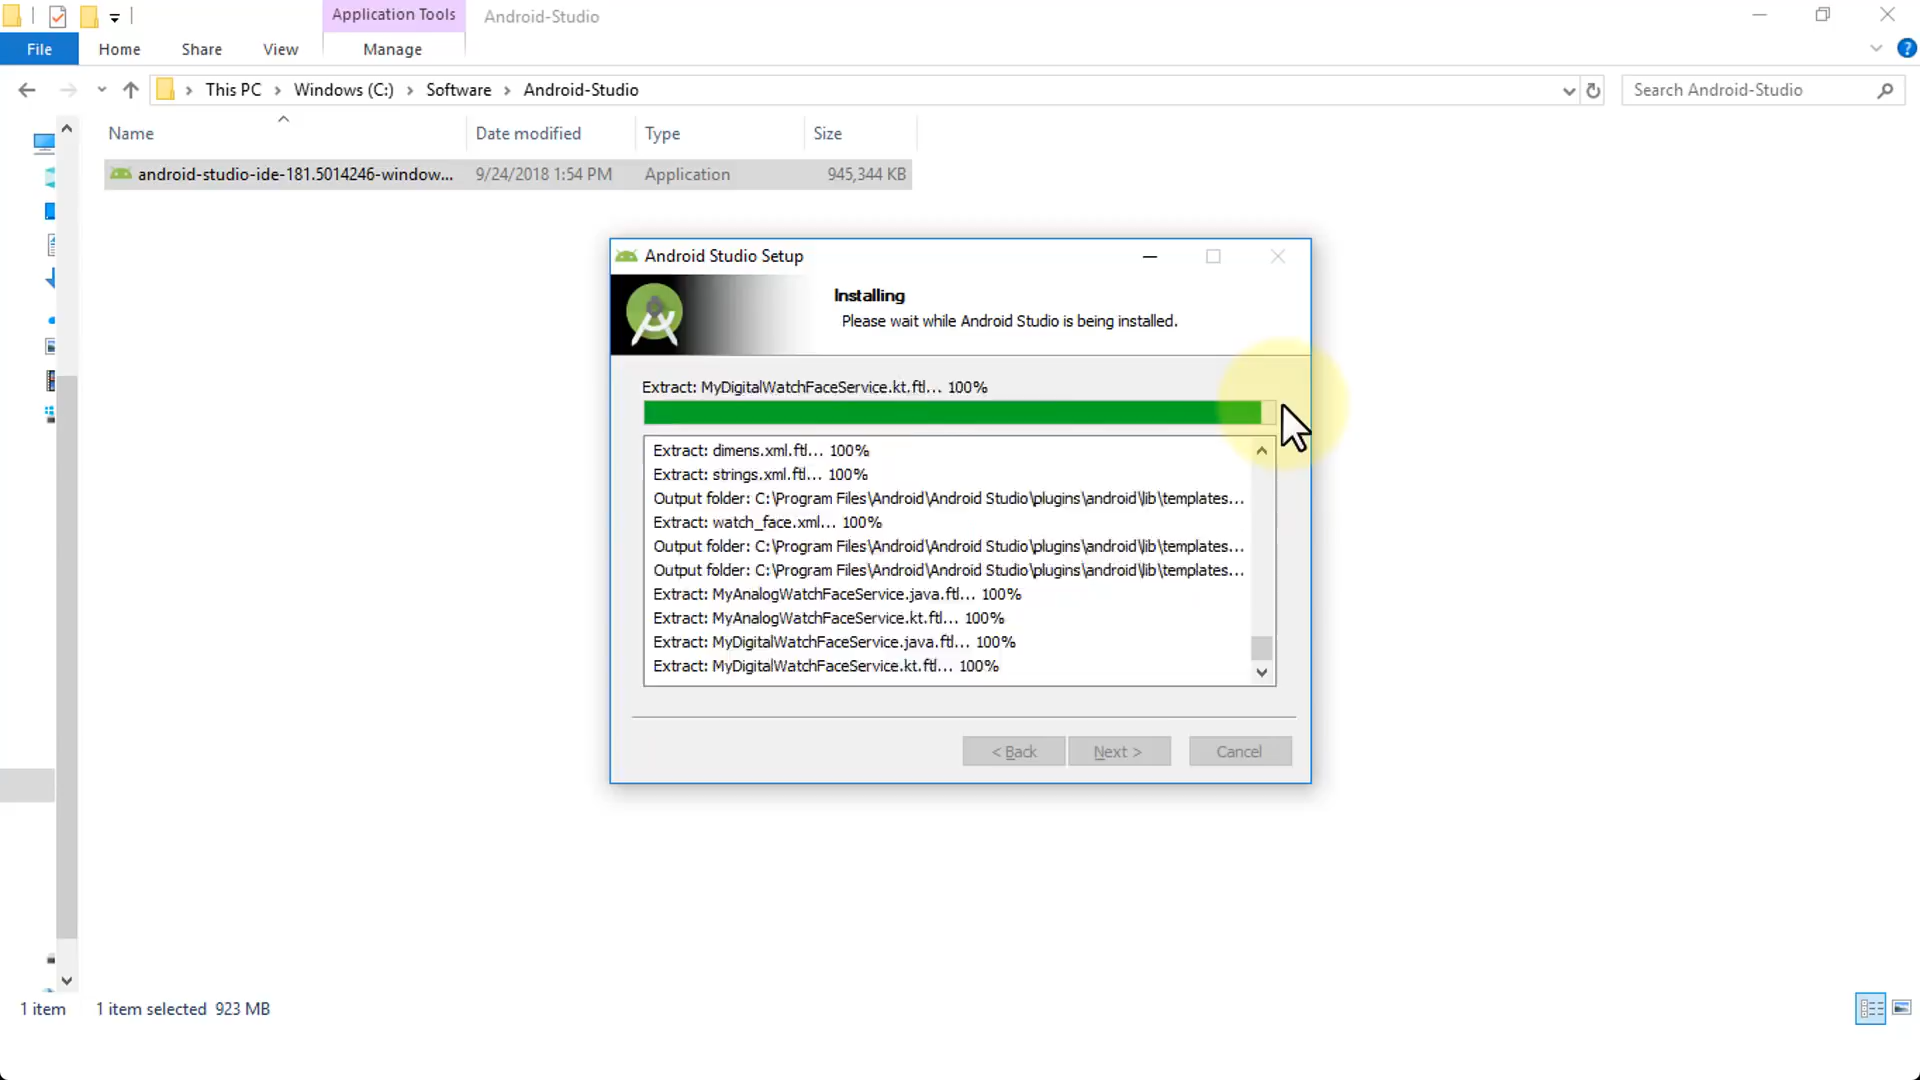 Application Tools
Android-Studio
File
Home
Share
View
Manage
This PC
Windows (C:)
Software
Android-Studio
Search Android-Studio
Name
Date modified
Type
Size
android-studio-ide-181.5014246-window...
9/24/2018 1:54 PM
Application
945,344 KB
Android Studio Setup
Installing
Please wait while Android Studio is being installed.
Extract: MyDigitalWatchFaceService.kt.ftl... 100%
Extract: dimens.xml.ftl... 100%
Extract: strings.xml.ftl... 100%
Output folder: C:\Program Files\Android\Android Studio\plugins\android\lib\templates...
Extract: watch_face.xml... 100%
Output folder: C:\Program Files\Android\Android Studio\plugins\android\lib\templates...
Output folder: C:\Program Files\Android\Android Studio\plugins\android\lib\templates...
Extract: MyAnalogWatchFaceService.java.ftl... 100%
Extract: MyAnalogWatchFaceService.kt.ftl... 100%
Extract: MyDigitalWatchFaceService.java.ftl... 100%
Extract: MyDigitalWatchFaceService.kt.ftl... 100%
< Back
Next >
Cancel
1 item
1 item selected 923 MB